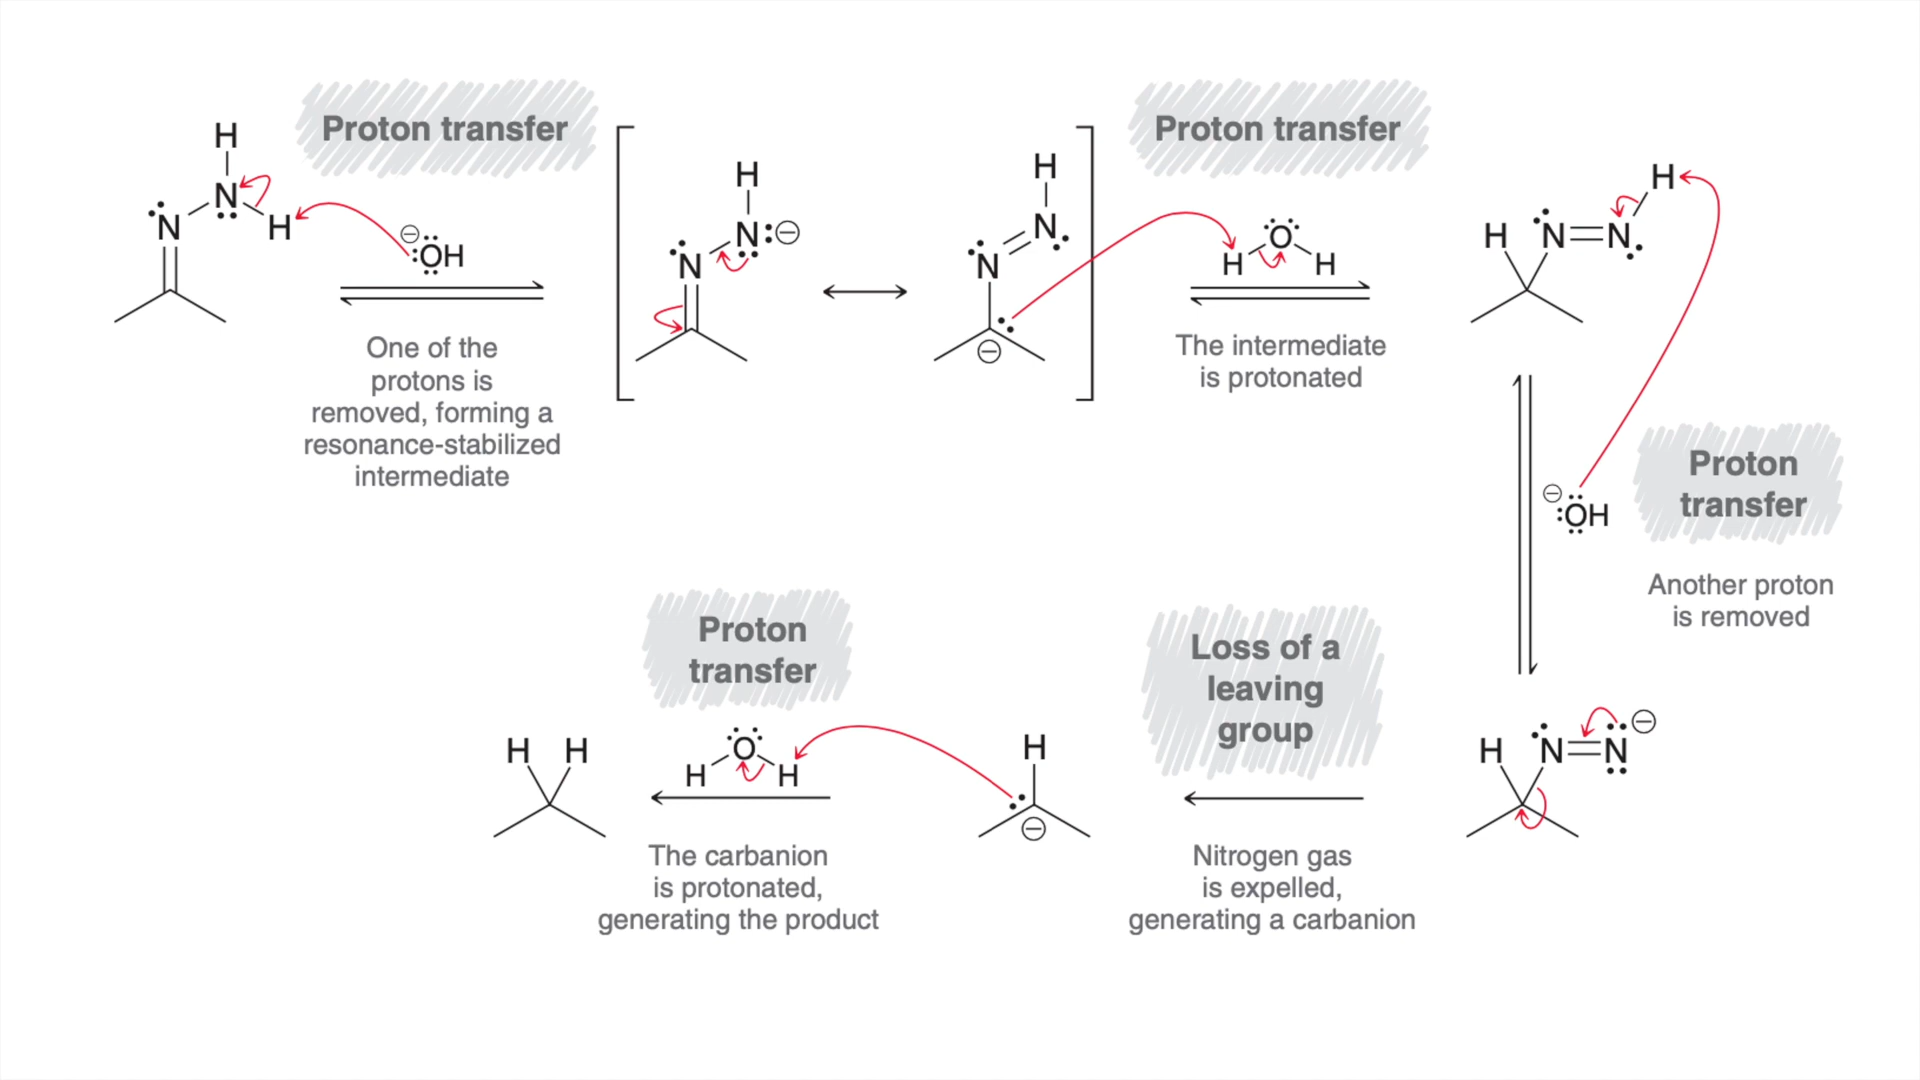 Proton transfer
H
N
N
H
⊖
:OH
One of the
protons is
removed, forming a
resonance-stabilized
intermediate
H
N:⊖
N
H
N
N
⊖
Proton transfer
O
H H
The intermediate
is protonated
H
H
N=N
⊖
:OH
Proton
transfer
Another proton
is removed
⊖
H
N=N
Loss of a
leaving
group
Nitrogen gas
is expelled,
generating a carbanion
H
⊖
Proton
transfer
O
H H
The carbanion
is protonated,
generating the product
H H